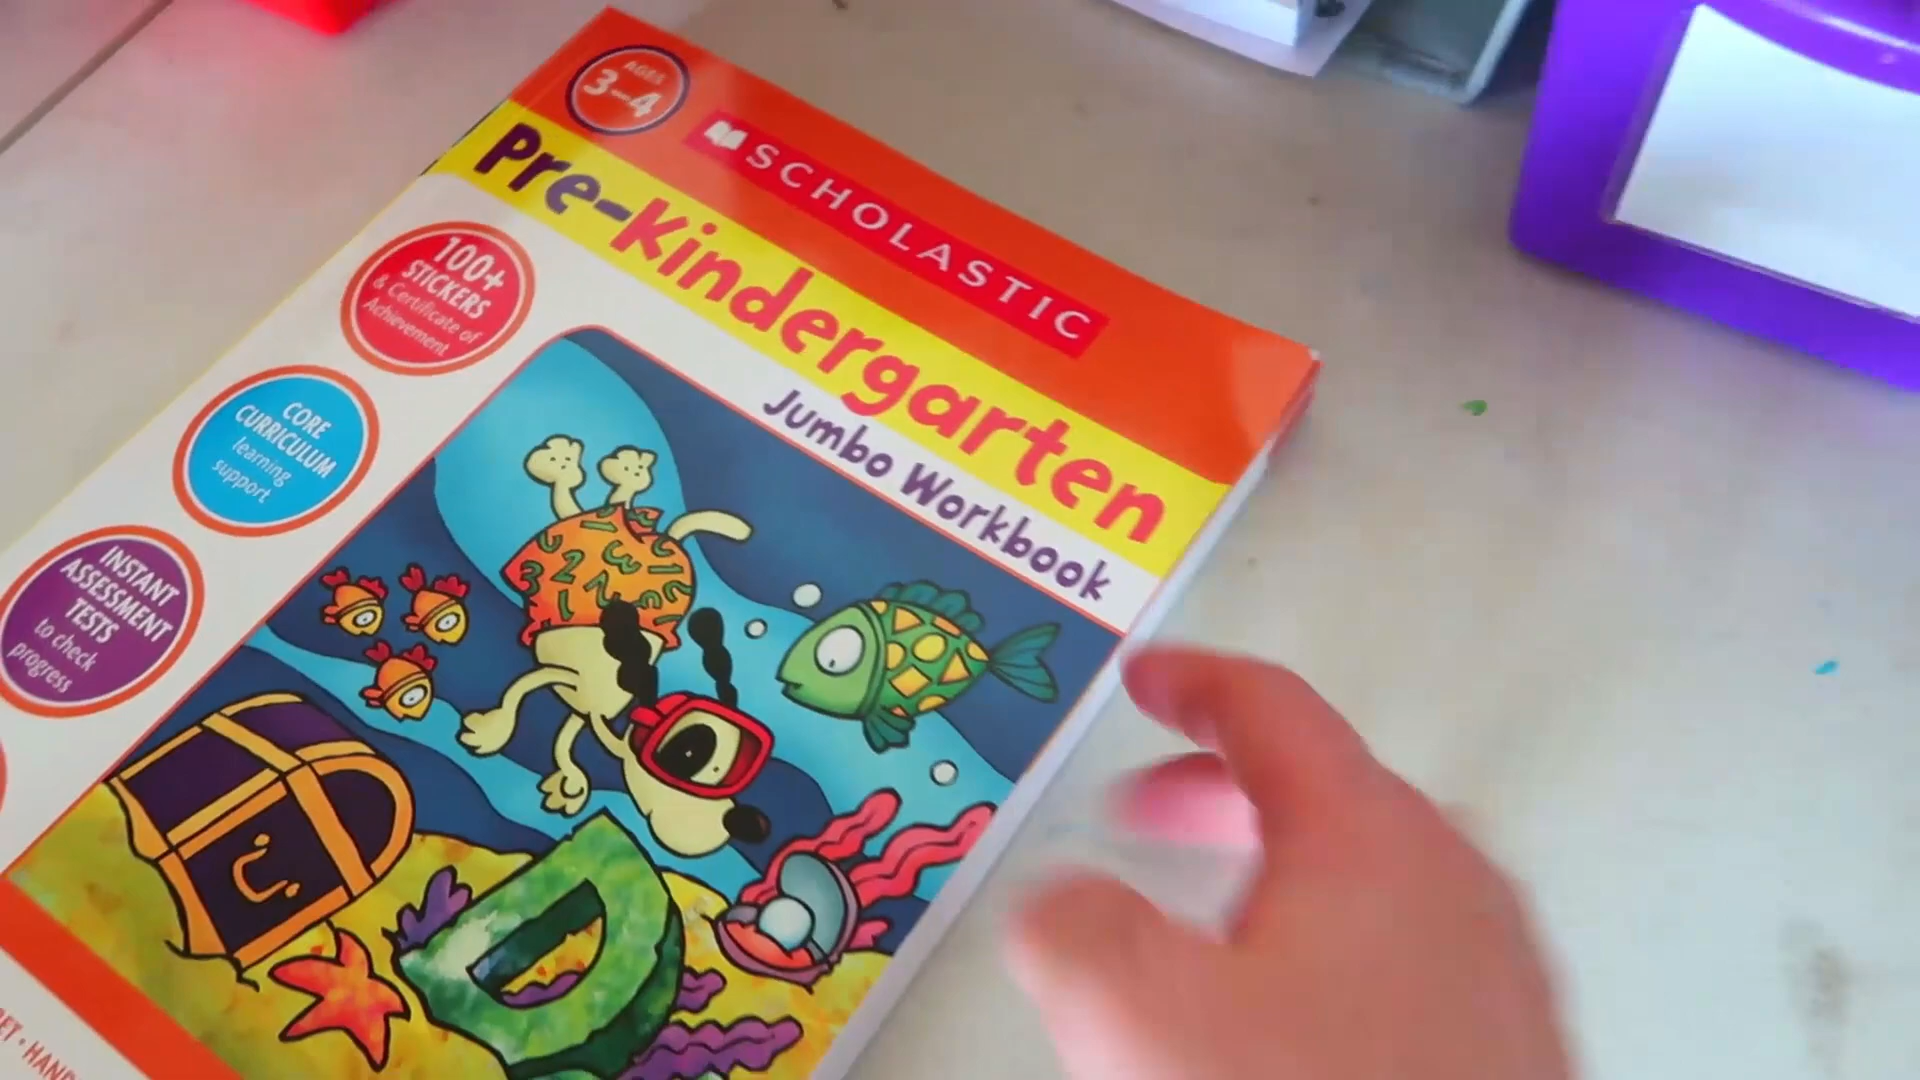 AGES
3–4
SCHOLASTIC
Pre-Kindergarten
Jumbo Workbook
100+
STICKERS
& Certificate of
Achievement
CORE
CURRICULUM
learning
support
INSTANT
ASSESSMENT
TESTS
to check
progress
D